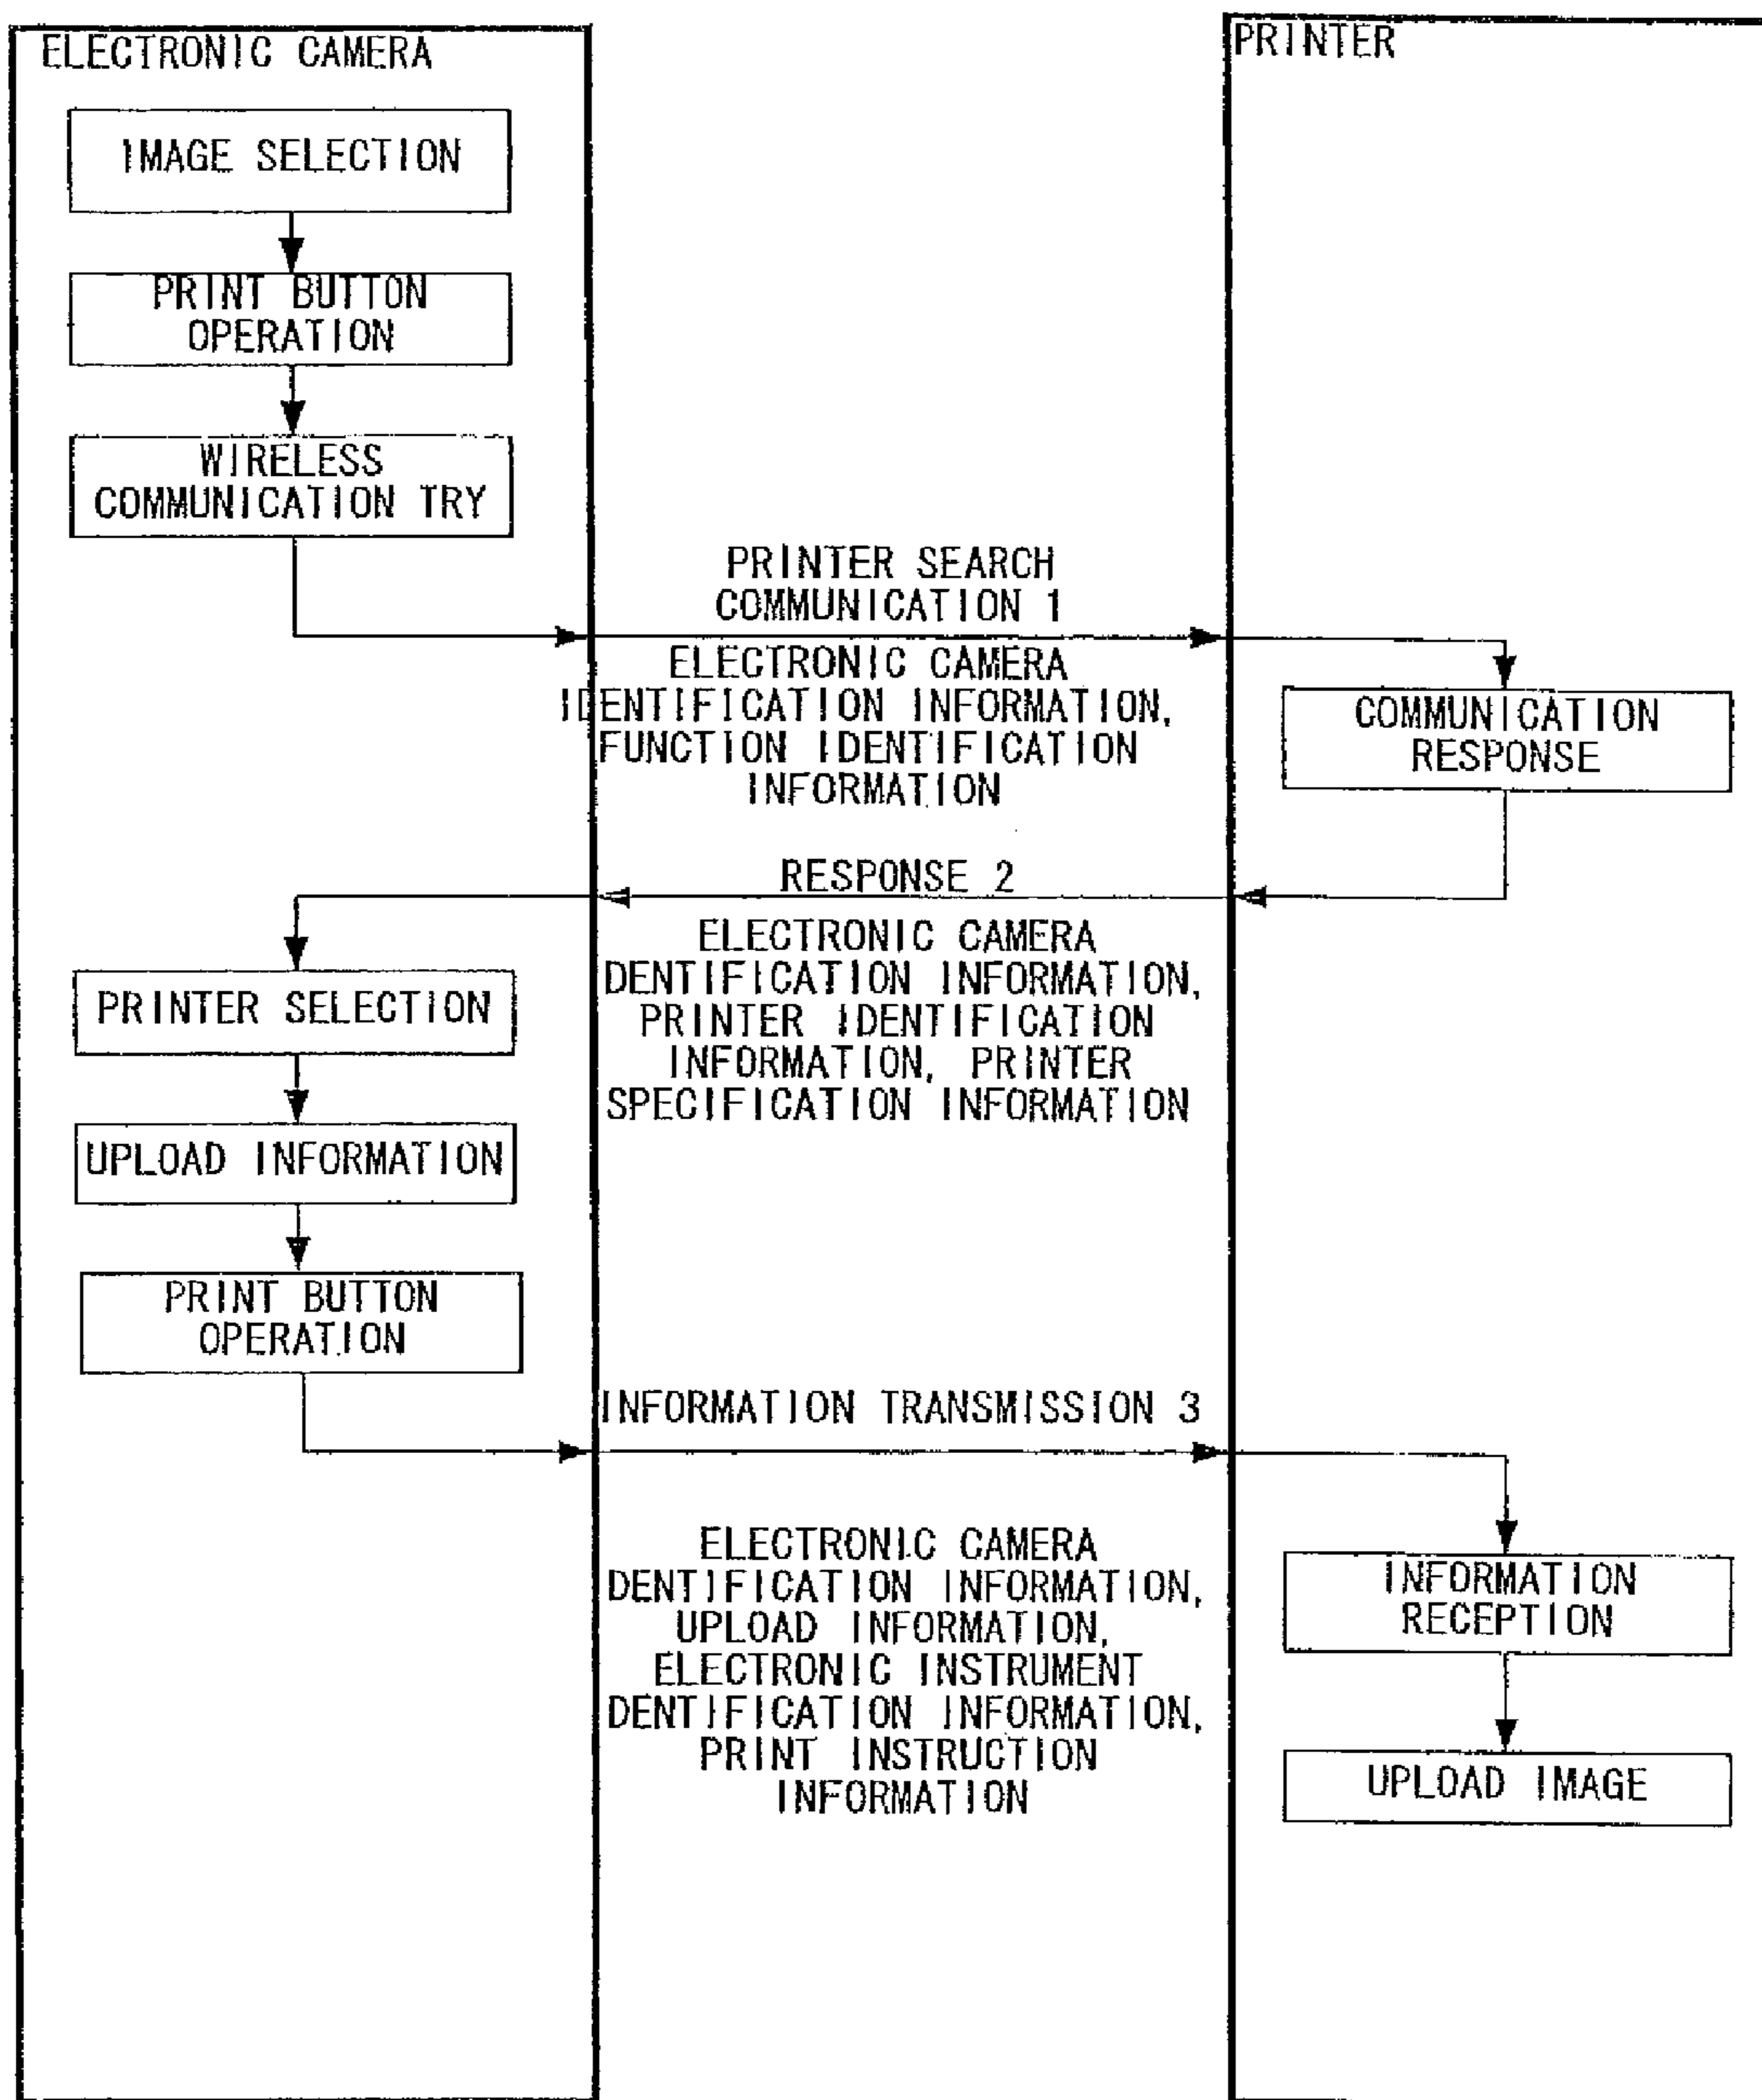 ELECTRONIC CAMERA
PRINTER
IMAGE SELECTION
PRINT BUTTON
OPERATION
WIRELESS
COMMUNICATION TRY
PRINTER SEARCH
COMMUNICATION 1
ELECTRONIC CAMERA
IDENTIFICATION INFORMATION,
FUNCTION IDENTIFICATION
INFORMATION
COMMUNICATION
RESPONSE
RESPONSE 2
ELECTRONIC CAMERA
DENTIFICATION INFORMATION,
PRINTER IDENTIFICATION
INFORMATION, PRINTER
SPECIFICATION INFORMATION
PRINTER SELECTION
UPLOAD INFORMATION
PRINT BUTTON
OPERATION
INFORMATION TRANSMISSION 3
ELECTRONIC CAMERA
DENTIFICATION INFORMATION,
UPLOAD INFORMATION,
ELECTRONIC INSTRUMENT
DENTIFICATION INFORMATION,
PRINT INSTRUCTION
INFORMATION
INFORMATION
RECEPTION
UPLOAD IMAGE